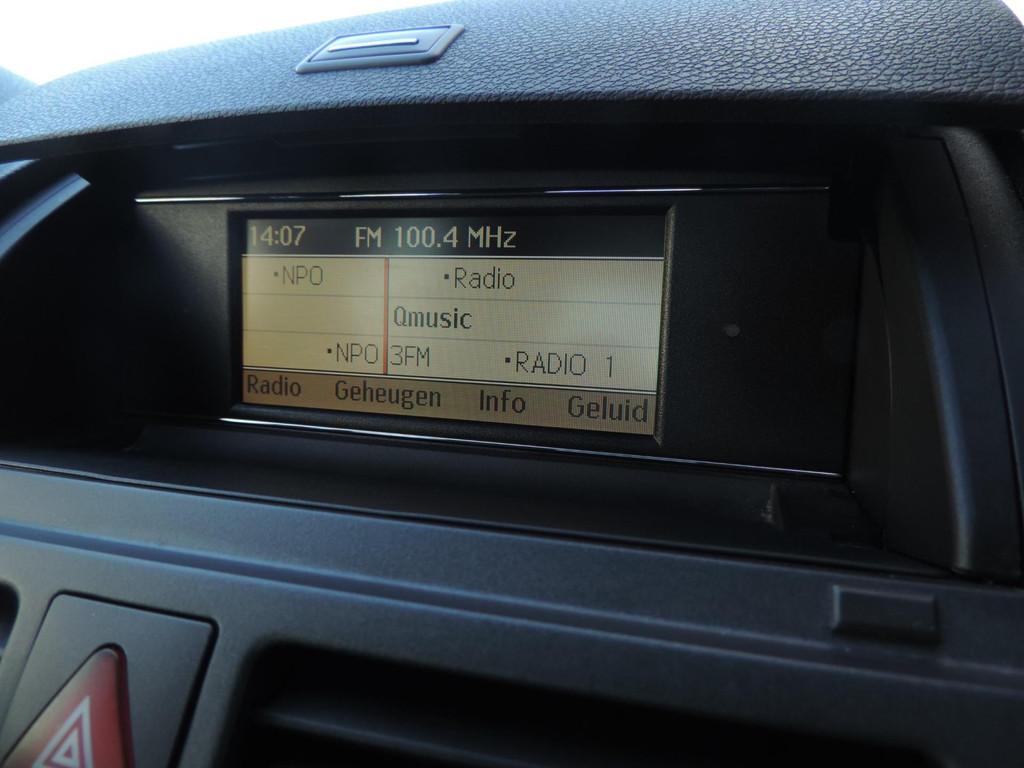 14:07 FM 100.4 MHz
•NPO •Radio
Qmusic
•NPO 3FM •RADIO 1
Radio Geheugen Info Geluid